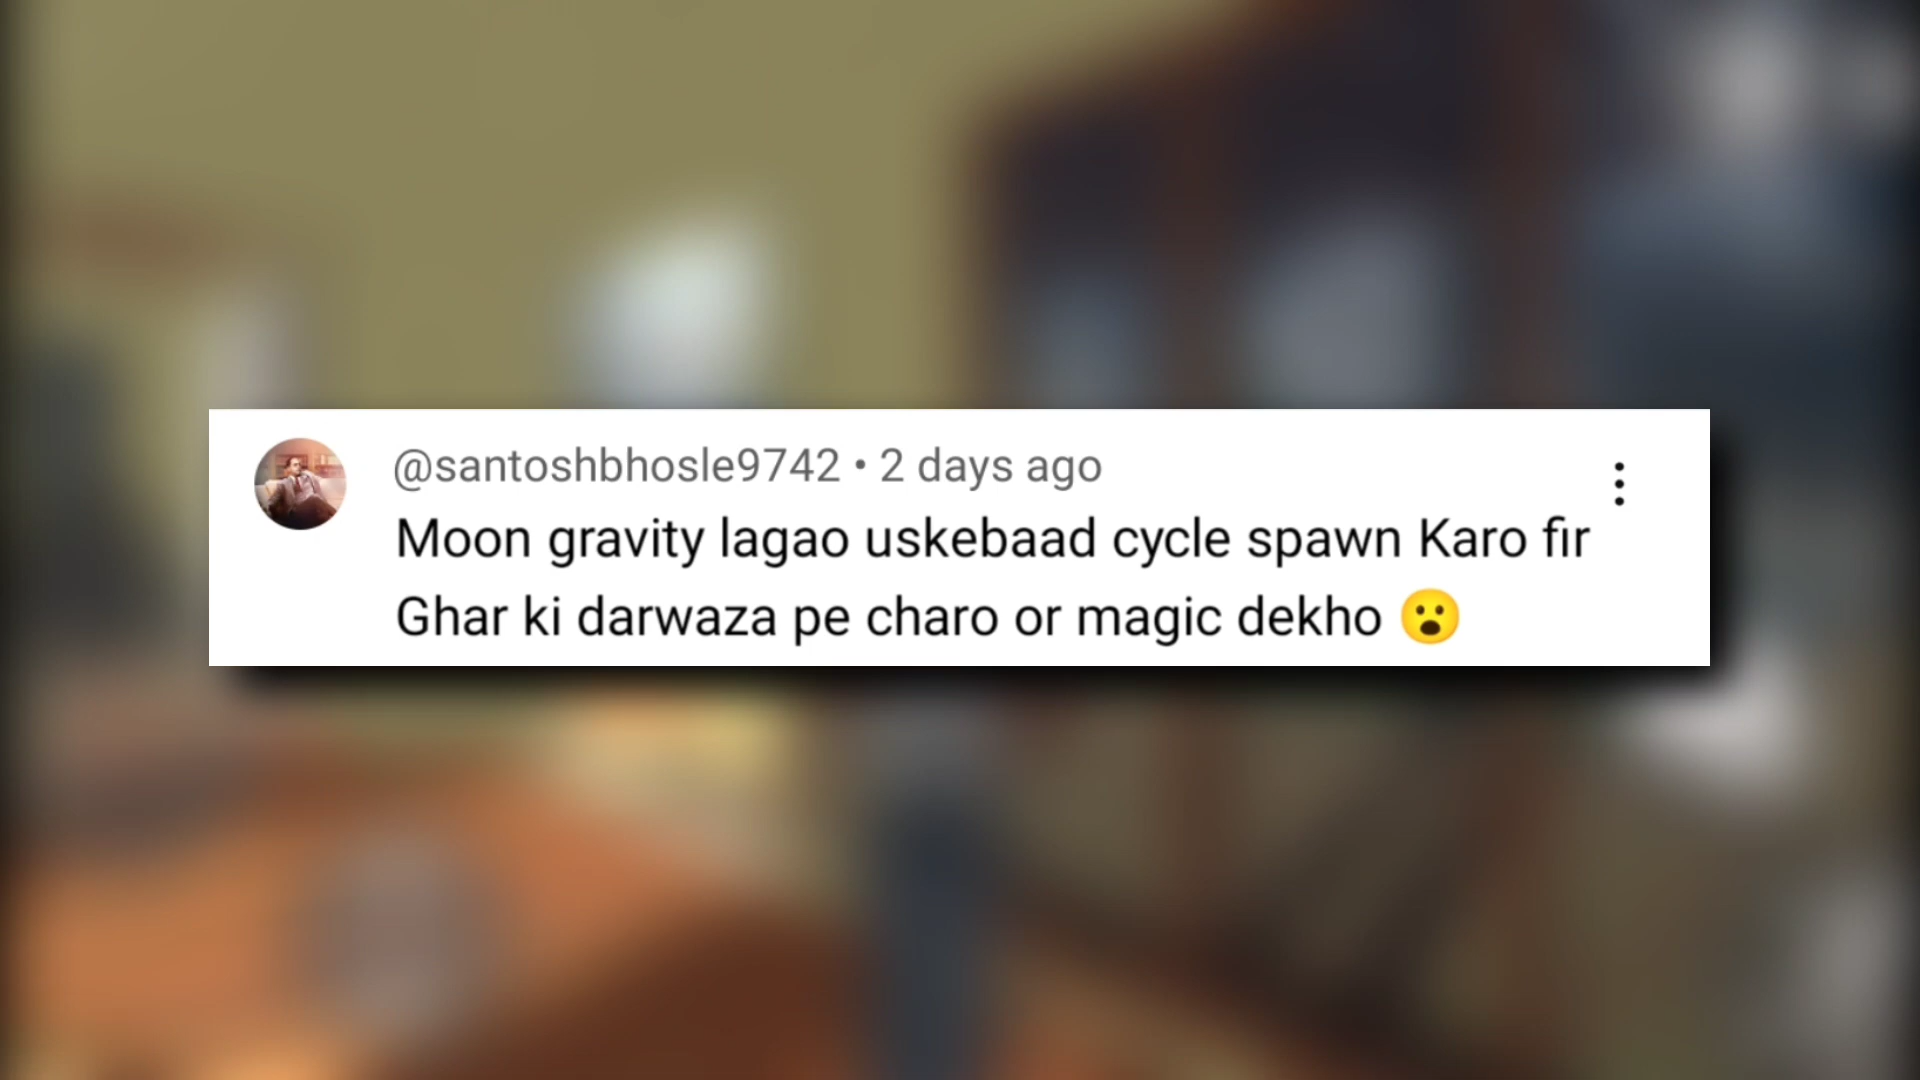 @santoshbhosle9742 • 2 days ago
Moon gravity lagao uskebaad cycle spawn Karo fir
Ghar ki darwaza pe charo or magic dekho 😮